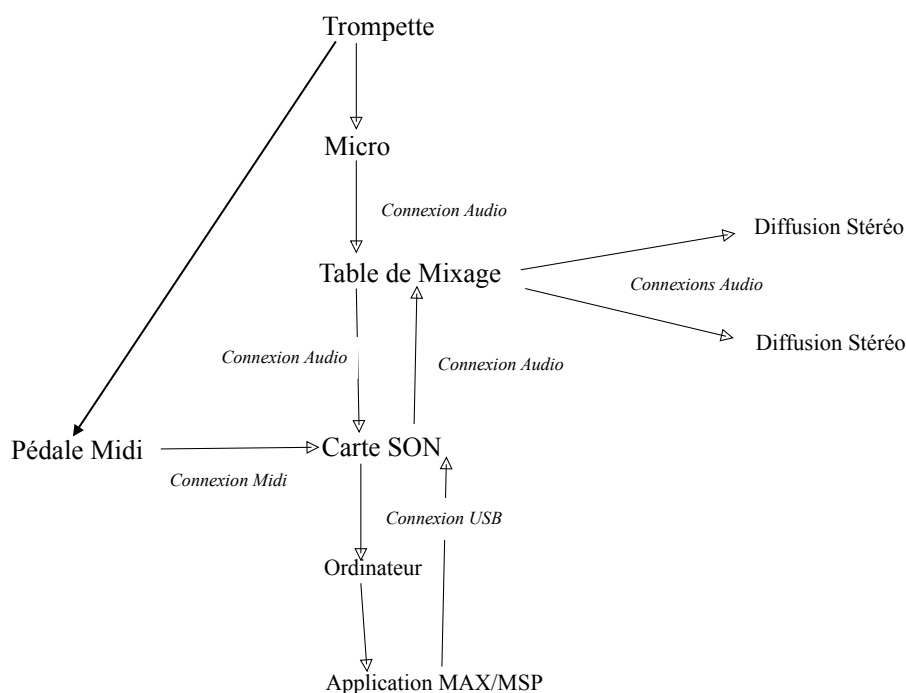 Trompette
Micro
Connexion Audio
Diffusion Stéréo
Table de Mixage
Connexions Audio
Diffusion Stéréo
Connexion Audio
Connexion Audio
Pédale Midi
Carte SON
Connexion Midi
Connexion USB
Ordinateur
Application MAX/MSP